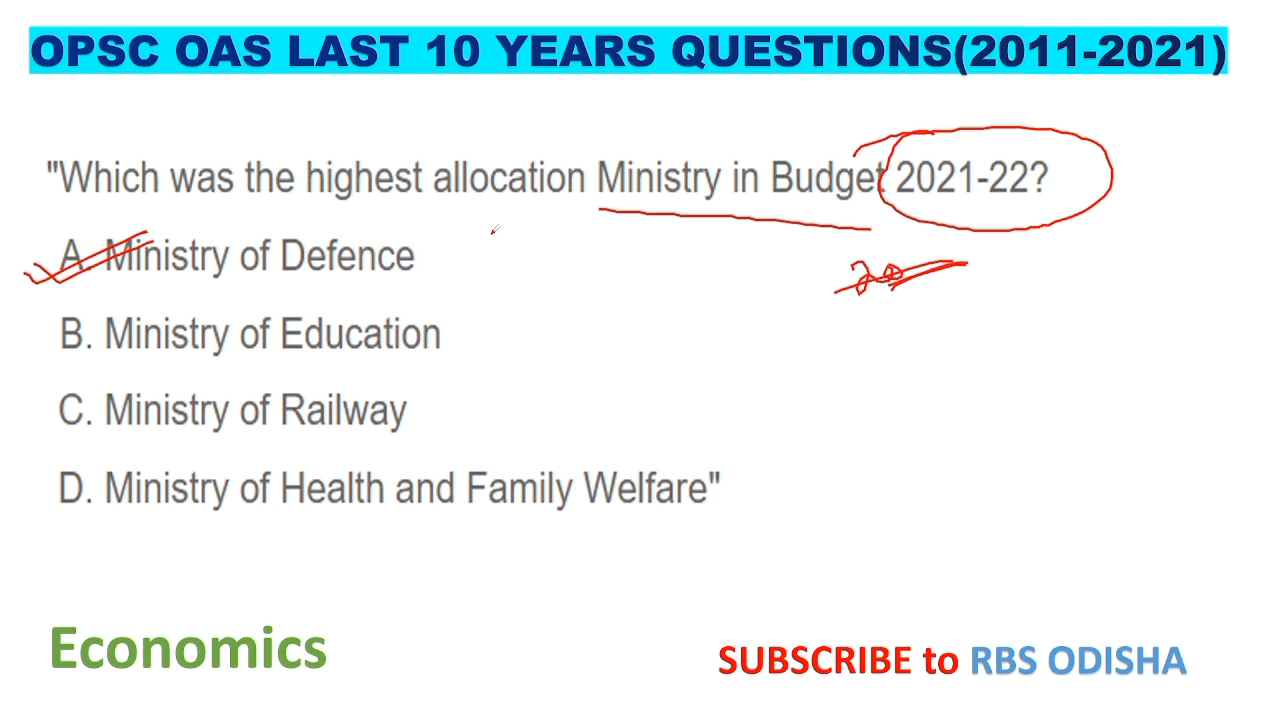 OPSC OAS LAST 10 YEARS QUESTIONS(2011-2021)
"Which was the highest allocation Ministry in Budget 2021-22?
A. Ministry of Defence
B. Ministry of Education
C. Ministry of Railway
D. Ministry of Health and Family Welfare"
Economics
SUBSCRIBE to RBS ODISHA